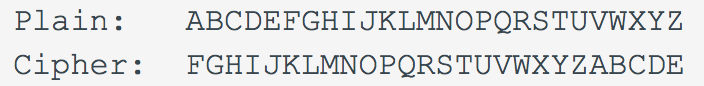 Plain: ABCDEFGHIJKLMNOPQRSTUVWXYZ
Cipher: FGHIJKLMNOPQRSTUVWXYZABCDE